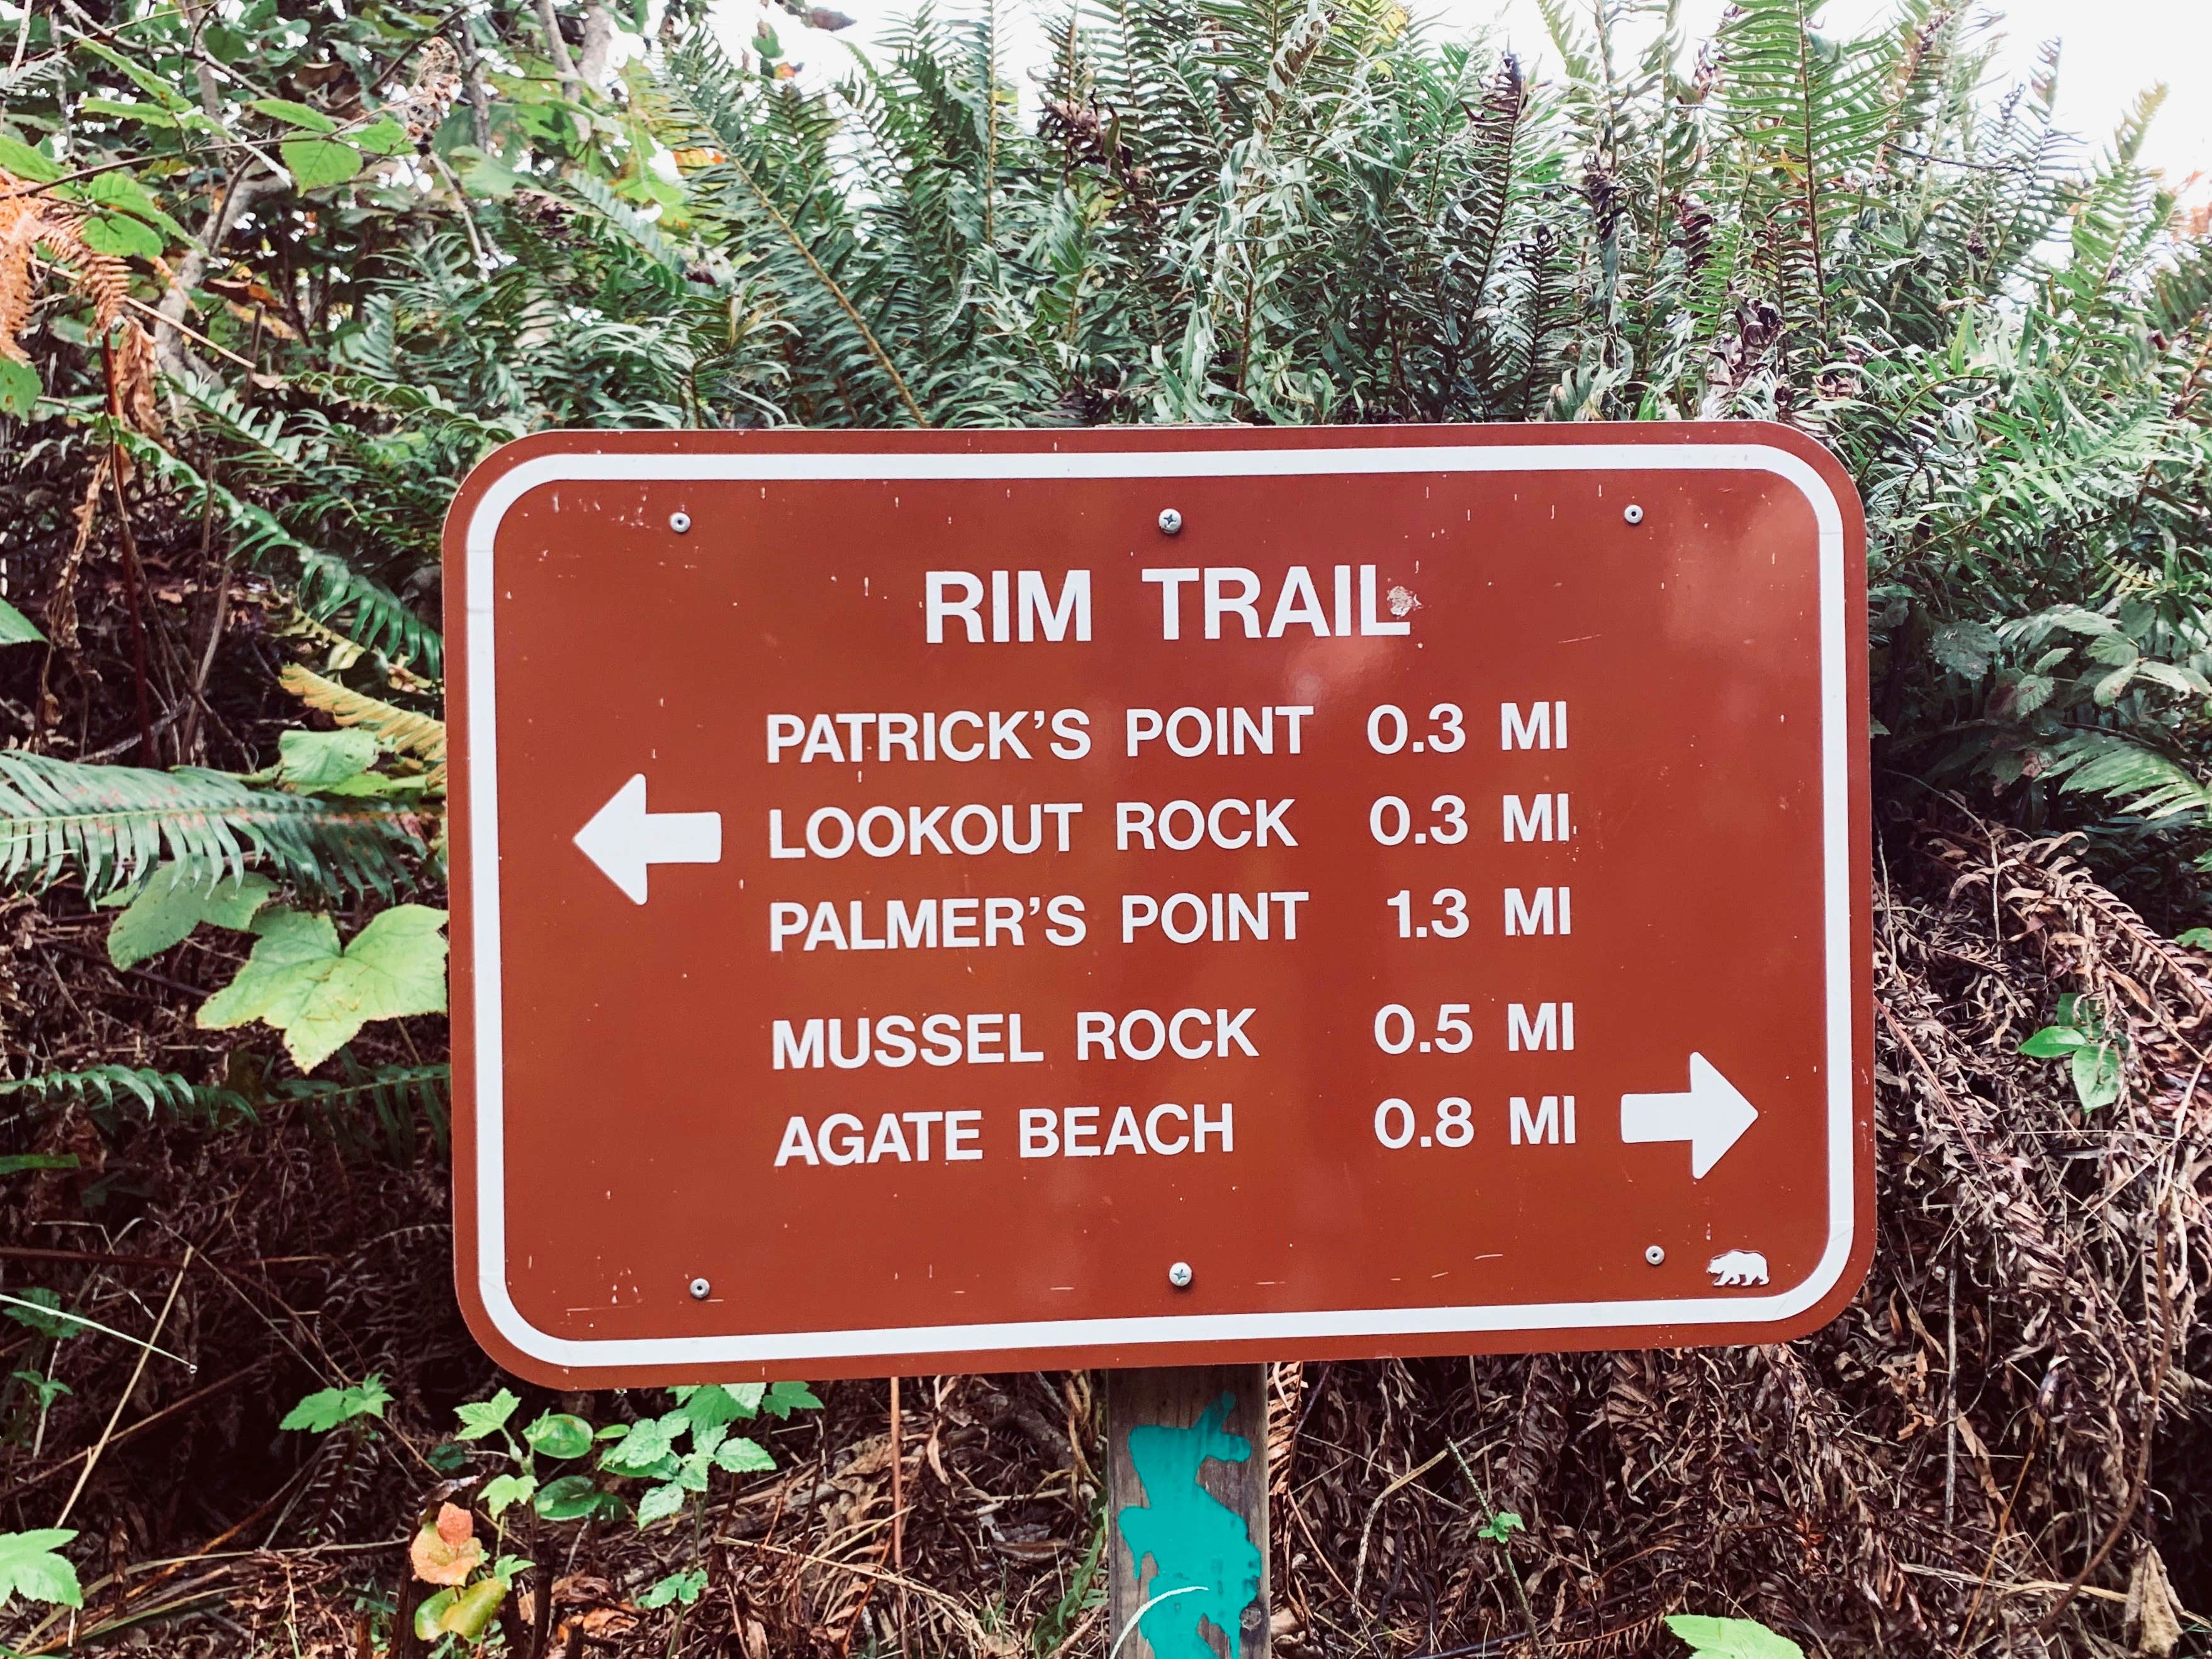 RIM TRAIL
PATRICK'S POINT 0.3 MI
LOOKOUT ROCK 0.3 MI
PALMER'S POINT 1.3 MI
MUSSEL ROCK 0.5 MI
AGATE BEACH 0.8 MI